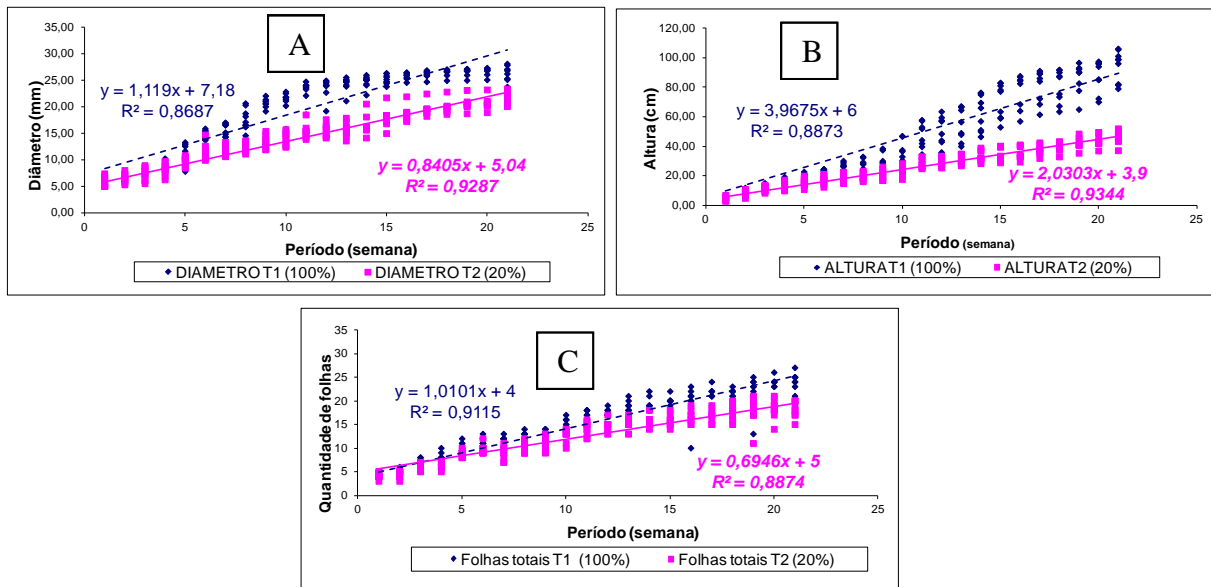 A
Diâmetro (mm)
30,00
25,00
20,00
15,00
10,00
5,00
0,00
y = 1,119x + 7,18
R² = 0,8687
y = 0,8405x + 5,04
R² = 0,9287
0 5 10 15 20 25
Período (semana)
DIAMETRO T1 (100%) DIAMETRO T2 (20%)
B
Altura (cm)
120,00
100,00
80,00
60,00
40,00
20,00
0,00
y = 3,9675x + 6
R² = 0,8873
y = 2,0303x + 3,9
R² = 0,9344
0 5 10 15 20 25
Período (semana)
ALTURA T1 (100%) ALTURA T2 (20%)
C
Quantidade de folhas
35
30
25
20
15
10
5
0
y = 1,0101x + 4
R² = 0,9115
y = 0,6946x + 5
R² = 0,8874
0 5 10 15 20 25
Período (semana)
Folhas totais T1 (100%) Folhas totais T2 (20%)